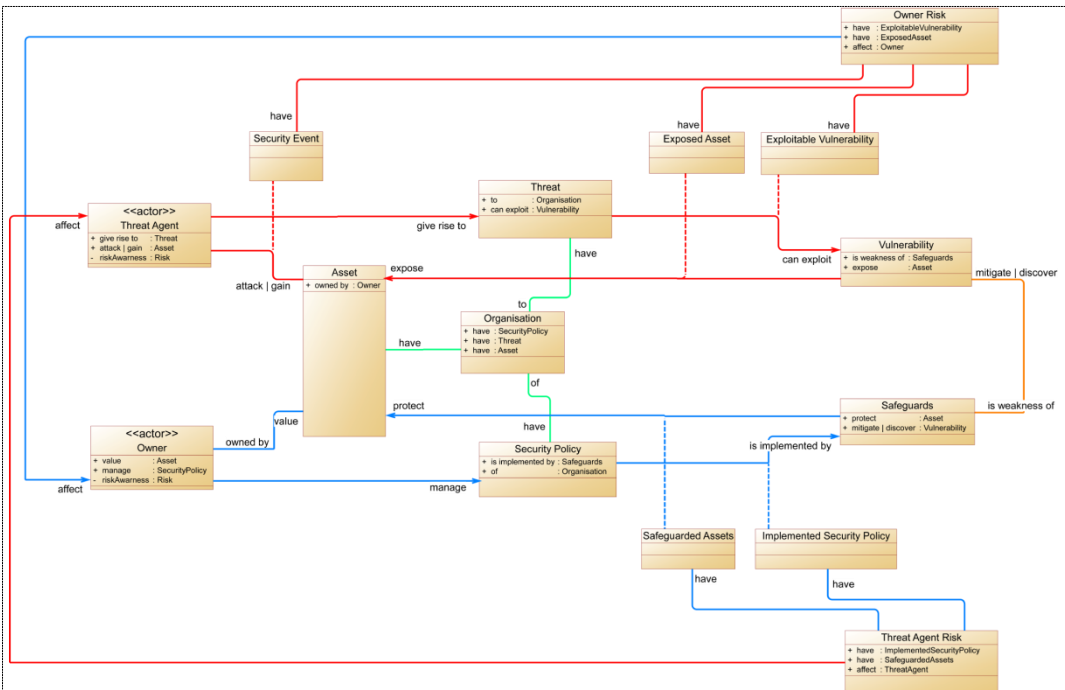 Owner Risk
+ have : ExploitableVulnerability
+ have : ExposedAsset
+ affect : Owner
have
have
have
Security Event
Exposed Asset
Exploitable Vulnerability
Threat
+ to : Organisation
+ can exploit : Vulnerability
<<actor>>
Threat Agent
+ give rise to : Threat
+ attack | gain : Asset
- riskAwarness : Risk
affect
give rise to
have
can exploit
Vulnerability
+ is weakness of : Safeguards
+ expose : Asset
mitigate | discover
attack | gain
Asset
+ owned by : Owner
expose
to
Organisation
+ have : SecurityPolicy
+ have : Threat
+ have : Asset
have
of
protect
Safeguards
+ protect : Asset
+ mitigate | discover : Vulnerability
is weakness of
value
owned by
have
is implemented by
<<actor>>
Owner
+ value : Asset
+ manage : SecurityPolicy
- riskAwarness : Risk
affect
manage
Security Policy
+ is implemented by : Safeguards
+ of : Organisation
Safeguarded Assets
Implemented Security Policy
have
have
Threat Agent Risk
+ have : ImplementedSecurityPolicy
+ have : SafeguardedAssets
+ affect : ThreatAgent